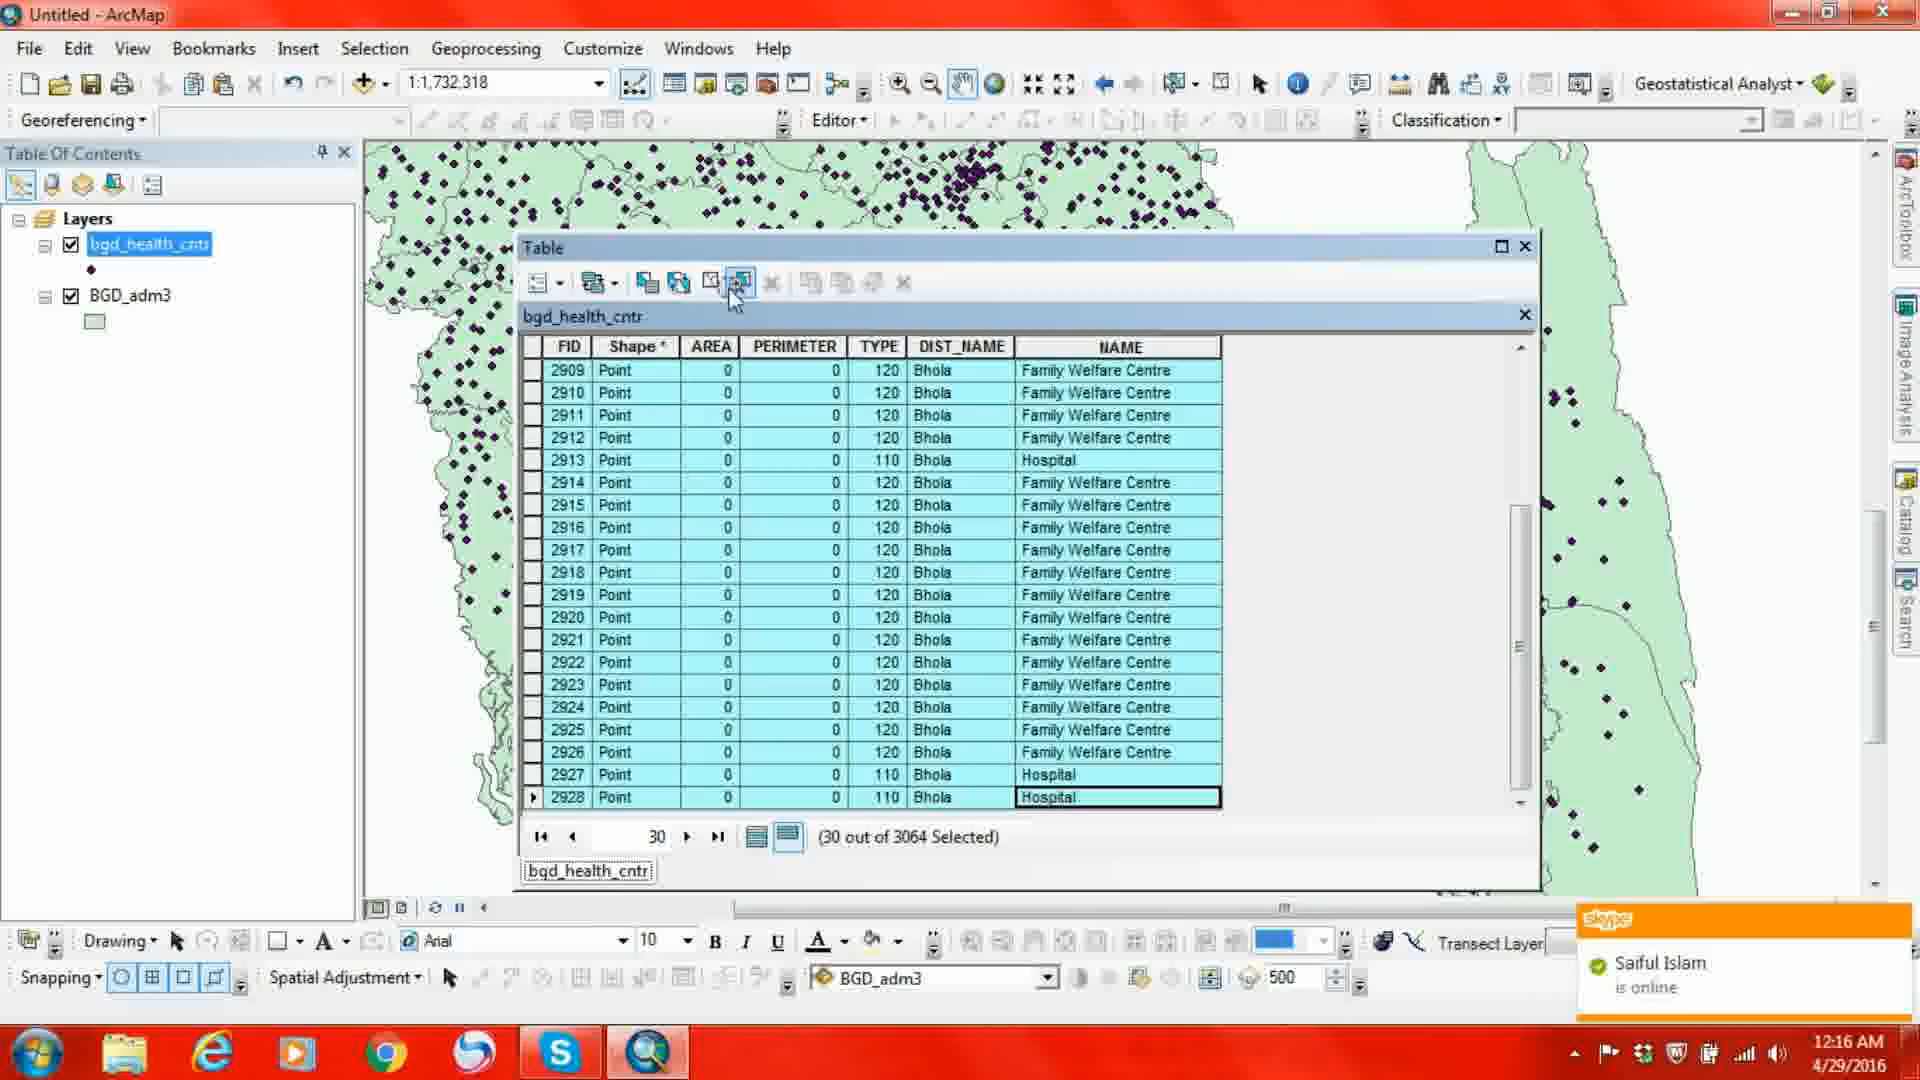 Untitled - ArcMap
File Edit View Bookmarks Insert Selection Geoprocessing Customize Windows Help
1:1,732,318 Geostatistical Analyst
Georeferencing Editor Classification
Table Of Contents
Layers
bgd_health_cntr
BGD_adm3
Table
bgd_health_cntr
FID Shape * AREA PERIMETER TYPE DIST_NAME NAME
2909 Point 0 0 120 Bhola Family Welfare Centre
2910 Point 0 0 120 Bhola Family Welfare Centre
2911 Point 0 0 120 Bhola Family Welfare Centre
2912 Point 0 0 120 Bhola Family Welfare Centre
2913 Point 0 0 110 Bhola Hospital
2914 Point 0 0 120 Bhola Family Welfare Centre
2915 Point 0 0 120 Bhola Family Welfare Centre
2916 Point 0 0 120 Bhola Family Welfare Centre
2917 Point 0 0 120 Bhola Family Welfare Centre
2918 Point 0 0 120 Bhola Family Welfare Centre
2919 Point 0 0 120 Bhola Family Welfare Centre
2920 Point 0 0 120 Bhola Family Welfare Centre
2921 Point 0 0 120 Bhola Family Welfare Centre
2922 Point 0 0 120 Bhola Family Welfare Centre
2923 Point 0 0 120 Bhola Family Welfare Centre
2924 Point 0 0 120 Bhola Family Welfare Centre
2925 Point 0 0 120 Bhola Family Welfare Centre
2926 Point 0 0 120 Bhola Family Welfare Centre
2927 Point 0 0 110 Bhola Hospital
2928 Point 0 0 110 Bhola Hospital
30 (30 out of 3064 Selected)
bgd_health_cntr
ArcToolbox
Image Analysis
Catalog
Search
Drawing A Arial 10 B I U A Transect Layer
Snapping Spatial Adjustment BGD_adm3 500
skype
Saiful Islam
is online
12:16 AM
4/29/2016